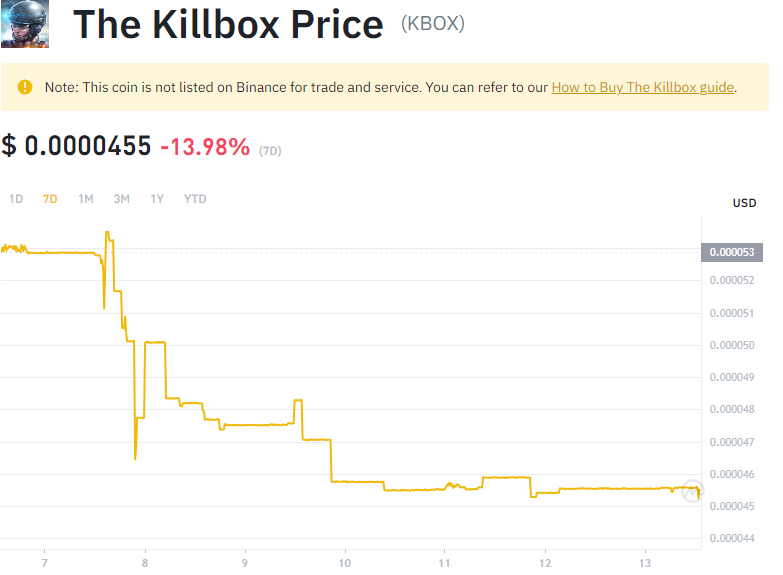 The Killbox Price (KBOX)
Note: This coin is not listed on Binance for trade and service. You can refer to our How to Buy The Killbox guide.
$ 0.0000455 -13.98% (7D)
1D 7D 1M 3M 1Y YTD
USD
0.000053
0.000052
0.000051
0.000050
0.000049
0.000048
0.000047
0.000046
0.000045
0.000044
7 8 9 10 11 12 13